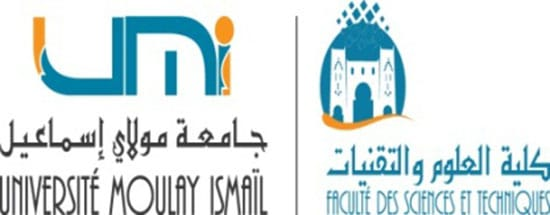 umi
جامعة مولاي إسماعيل
UNIVERSITÉ MOULAY ISMAÏL
كلية العلوم والتقنيات
FACULTÉ DES SCIENCES ET TECHNIQUES